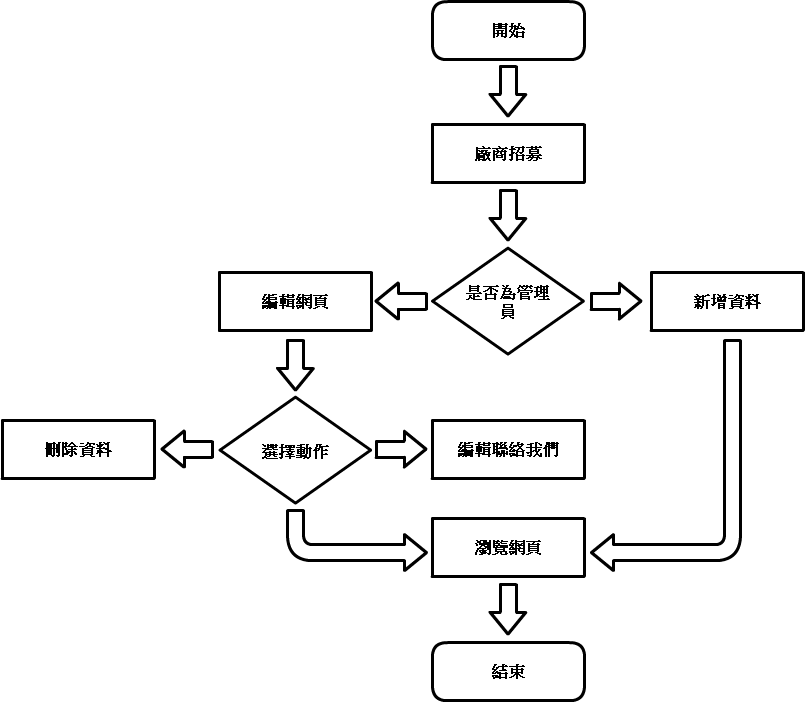 開始
廠商招募
是否為管理
員
編輯網頁
新增資料
刪除資料
選擇動作
編輯聯絡我們
瀏覽網頁
結束